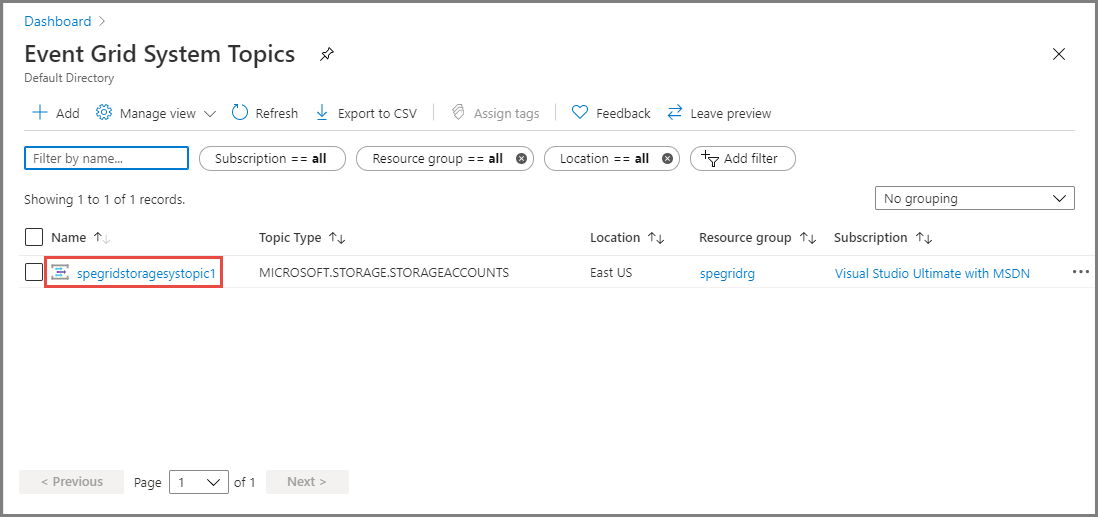 Dashboard
Event Grid System Topics
Default Directory
Add Manage view Refresh Export to CSV Assign tags Feedback Leave preview
Filter by name... Subscription == all Resource group == all Location == all Add filter
Showing 1 to 1 of 1 records. No grouping
Name Topic Type Location Resource group Subscription
spegridstoragesystopic1 MICROSOFT.STORAGE.STORAGEACCOUNTS East US spegridrg Visual Studio Ultimate with MSDN
< Previous Page 1 of 1 Next >